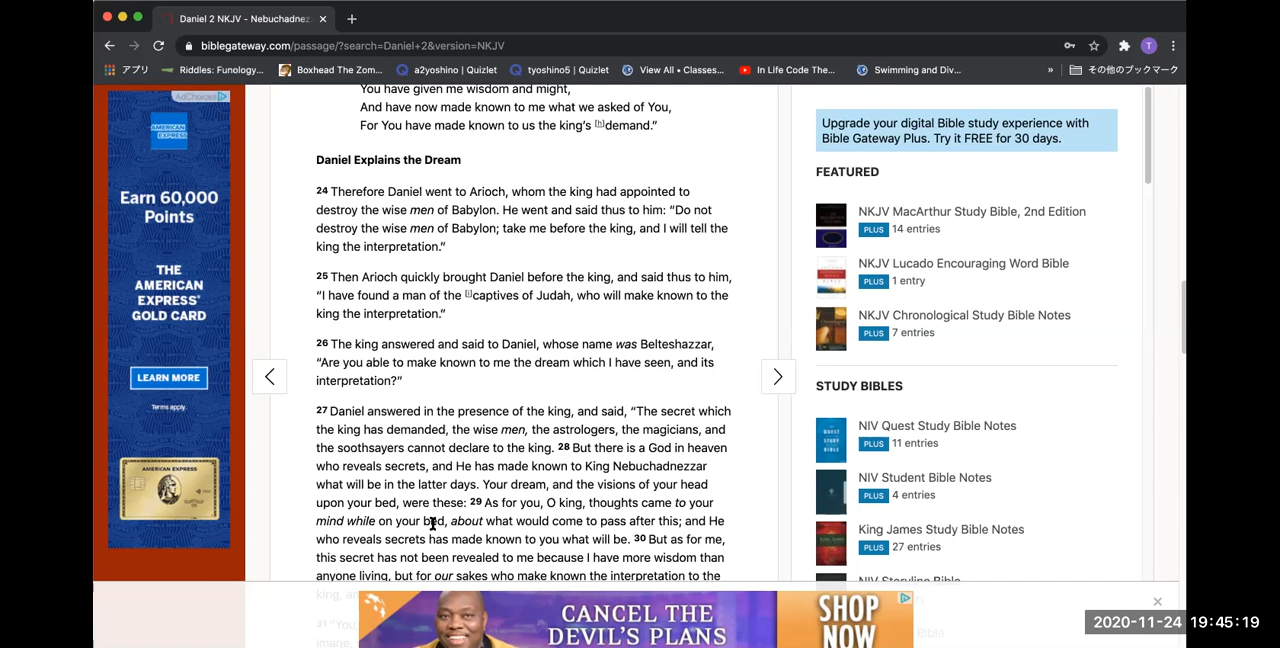 Daniel 2 NKJV - Nebuchadnez
biblegateway.com/passage/?search=Daniel+2&version=NKJV
T
アプリ
Riddles: Funology...
Boxhead The Zom...
a2yoshino | Quizlet
tyoshino5 | Quizlet
View All • Classes...
In Life Code The...
Swimming and Div...
»
その他のブックマーク
AdChoices
AMERICAN EXPRESS
Earn 60,000
Points
THE
AMERICAN
EXPRESS®
GOLD CARD
LEARN MORE
Terms apply.
AMERICAN EXPRESS
You have given me wisdom and might,
And have now made known to me what we asked of You,
For You have made known to us the king's [h]demand.”
Daniel Explains the Dream
24 Therefore Daniel went to Arioch, whom the king had appointed to
destroy the wise men of Babylon. He went and said thus to him: “Do not
destroy the wise men of Babylon; take me before the king, and I will tell the
king the interpretation.”
25 Then Arioch quickly brought Daniel before the king, and said thus to him,
“I have found a man of the [i]captives of Judah, who will make known to the
king the interpretation.”
26 The king answered and said to Daniel, whose name was Belteshazzar,
“Are you able to make known to me the dream which I have seen, and its
interpretation?”
27 Daniel answered in the presence of the king, and said, “The secret which
the king has demanded, the wise men, the astrologers, the magicians, and
the soothsayers cannot declare to the king. 28 But there is a God in heaven
who reveals secrets, and He has made known to King Nebuchadnezzar
what will be in the latter days. Your dream, and the visions of your head
upon your bed, were these: 29 As for you, O king, thoughts came to your
mind while on your bed, about what would come to pass after this; and He
who reveals secrets has made known to you what will be. 30 But as for me,
this secret has not been revealed to me because I have more wisdom than
anyone living, but for our sakes who make known the interpretation to the
king, an
31 “You
image,
Upgrade your digital Bible study experience with
Bible Gateway Plus. Try it FREE for 30 days.
FEATURED
NKJV MacArthur Study Bible, 2nd Edition
PLUS 14 entries
NKJV Lucado Encouraging Word Bible
PLUS 1 entry
NKJV Chronological Study Bible Notes
PLUS 7 entries
STUDY BIBLES
NIV Quest Study Bible Notes
PLUS 11 entries
NIV Student Bible Notes
PLUS 4 entries
King James Study Bible Notes
PLUS 27 entries
NIV Storyline Bible
Bible
CANCEL THE
DEVIL'S PLANS
SHOP
NOW
2020-11-24 19:45:19